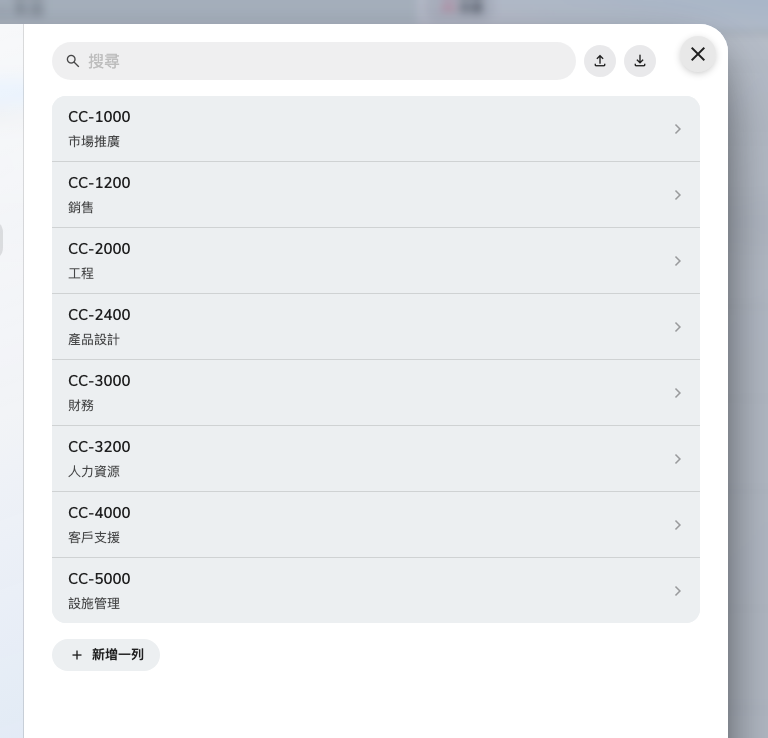 搜尋
CC-1000
市場推廣
CC-1200
銷售
CC-2000
工程
CC-2400
產品設計
CC-3000
財務
CC-3200
人力資源
CC-4000
客戶支援
CC-5000
設施管理
新增一列